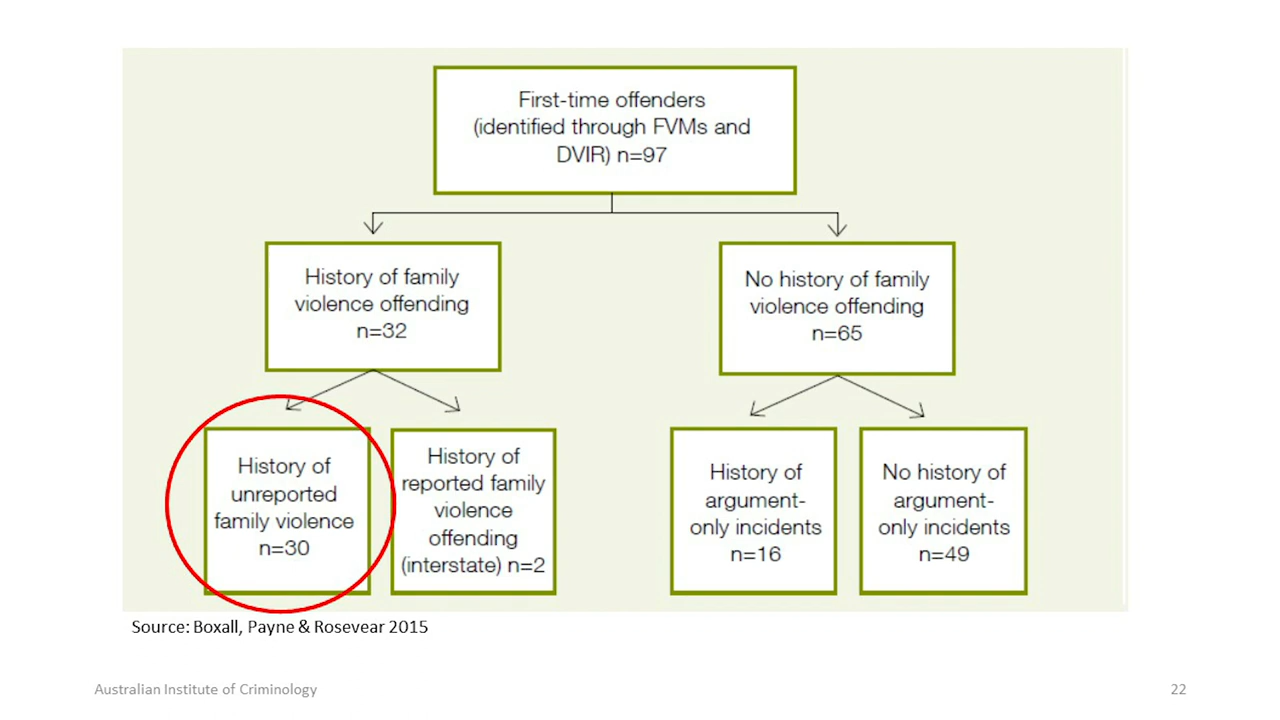 First-time offenders
(identified through FVMs and
DVIR) n=97
History of family
violence offending
n=32
No history of family
violence offending
n=65
History of
unreported
family violence
n=30
History of
reported family
violence
offending
(interstate) n=2
History of
argument-
only incidents
n=16
No history of
argument-
only incidents
n=49
Source: Boxall, Payne & Rosevear 2015
Australian Institute of Criminology
22